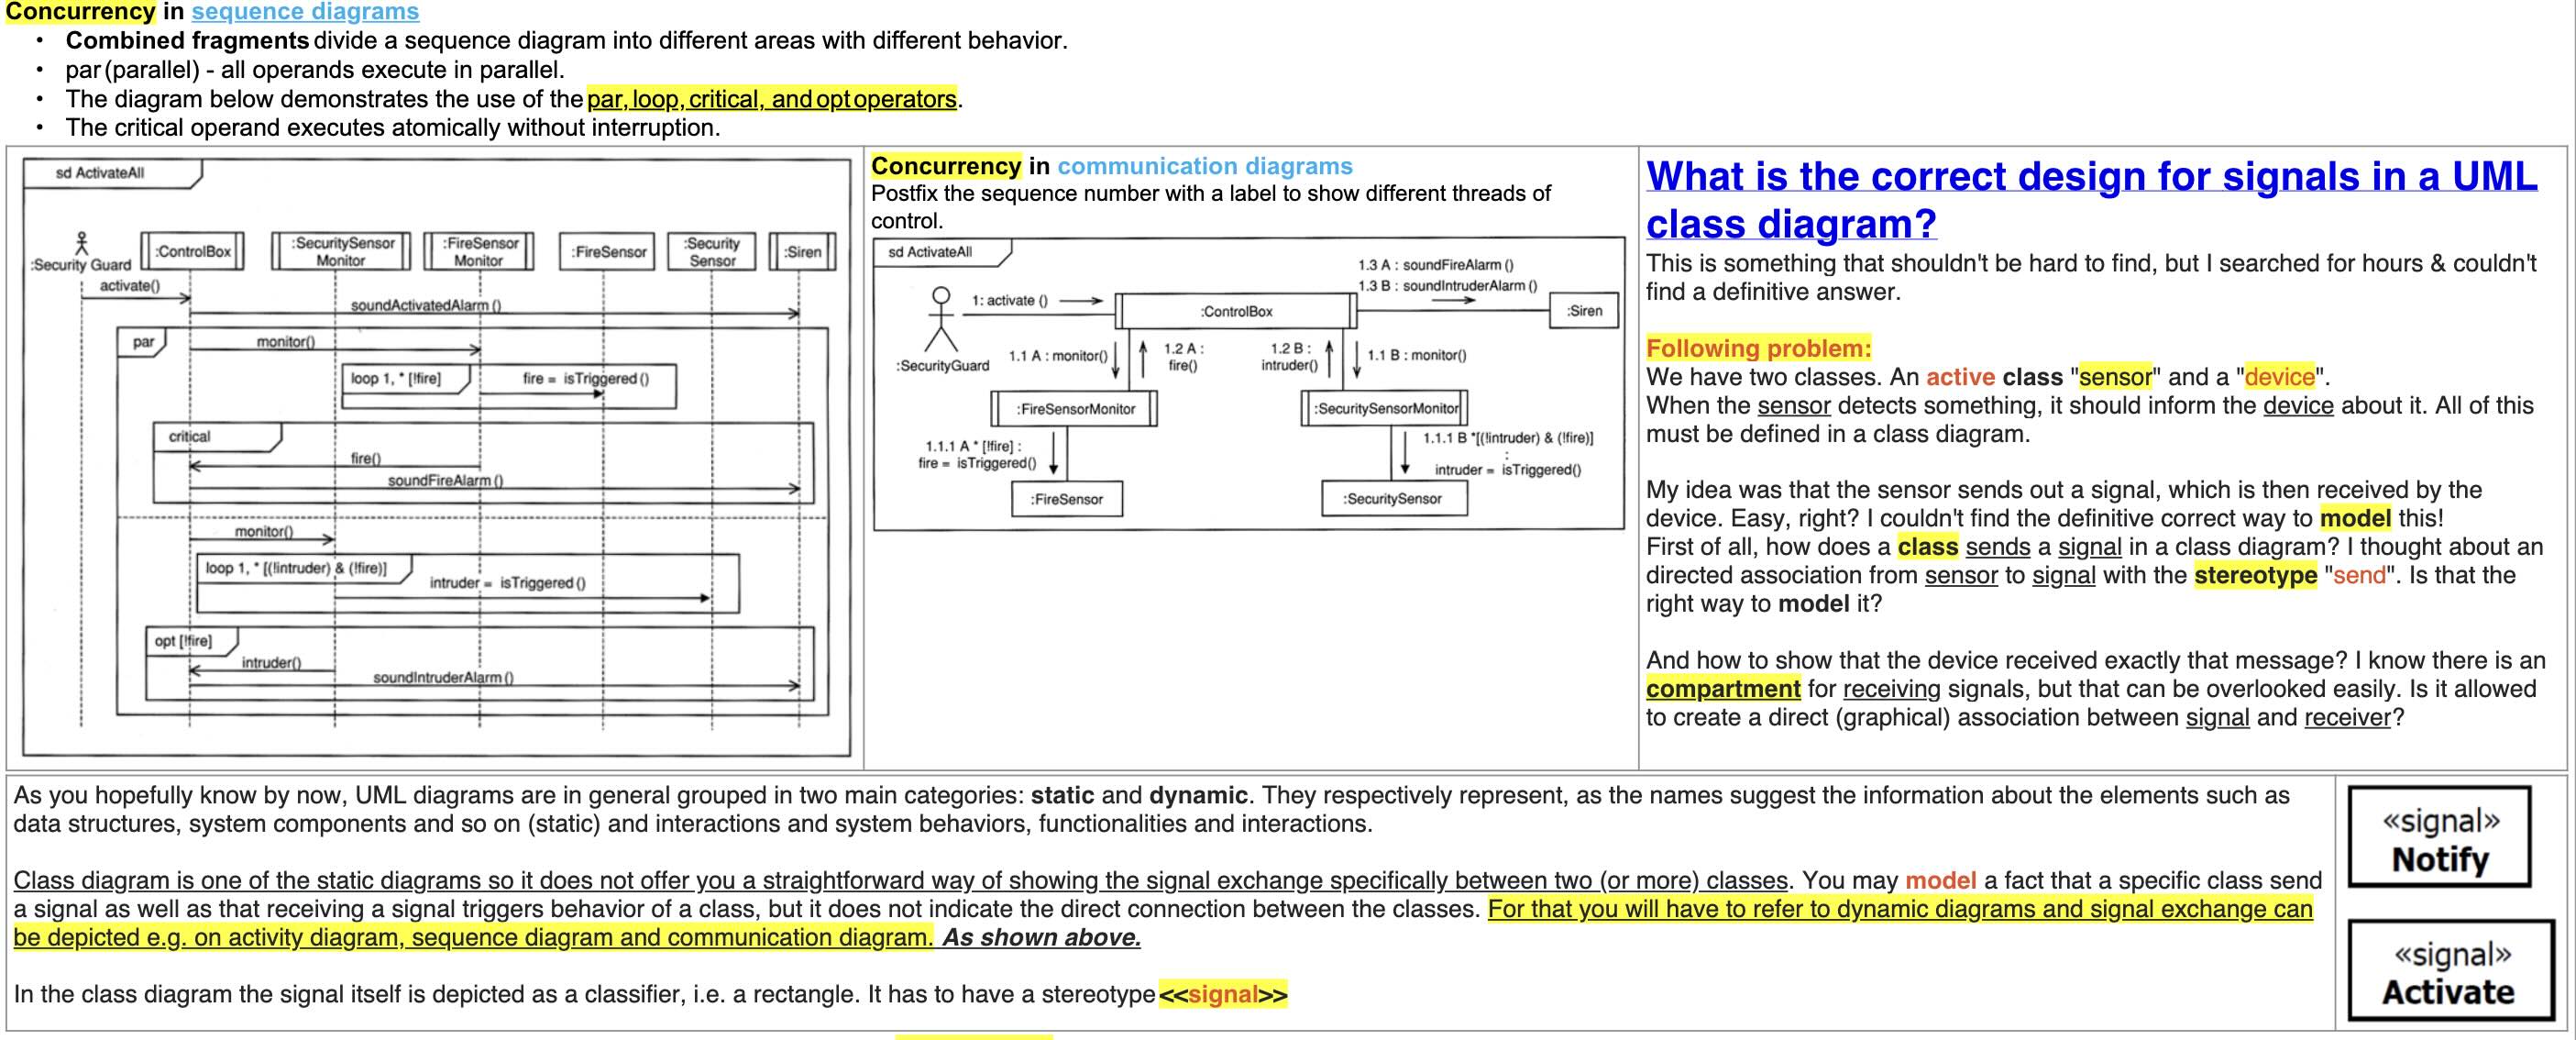 Concurrency in sequence diagrams
• Combined fragments divide a sequence diagram into different areas with different behavior.
• par (parallel) - all operands execute in parallel.
• The diagram below demonstrates the use of the par, loop, critical, and opt operators.
• The critical operand executes atomically without interruption.
sd ActivateAll
:Security Guard
:ControlBox
:SecuritySensor
Monitor
:FireSensor
Monitor
:FireSensor
:Security
Sensor
:Siren
activate()
soundActivatedAlarm ()
par
monitor()
loop 1, * [!fire]
fire = isTriggered ()
critical
fire()
soundFireAlarm ()
monitor()
loop 1, * [(!intruder) & (!fire)]
intruder = isTriggered ()
opt [!fire]
intruder()
soundIntruderAlarm ()
Concurrency in communication diagrams
Postfix the sequence number with a label to show different threads of
control.
sd ActivateAll
1.3 A : soundFireAlarm ()
1.3 B : soundIntruderAlarm ()
1: activate ()
:ControlBox
:Siren
:SecurityGuard
1.1 A : monitor()
1.2 A :
fire()
1.2 B :
intruder()
1.1 B : monitor()
:FireSensorMonitor
:SecuritySensorMonitor
1.1.1 A * [!fire] :
fire = isTriggered()
1.1.1 B *[(!intruder) & (!fire)]
:
intruder = isTriggered()
:FireSensor
:SecuritySensor
What is the correct design for signals in a UML
class diagram?
This is something that shouldn't be hard to find, but I searched for hours & couldn't
find a definitive answer.
Following problem:
We have two classes. An active class "sensor" and a "device".
When the sensor detects something, it should inform the device about it. All of this
must be defined in a class diagram.
My idea was that the sensor sends out a signal, which is then received by the
device. Easy, right? I couldn't find the definitive correct way to model this!
First of all, how does a class sends a signal in a class diagram? I thought about an
directed association from sensor to signal with the stereotype "send". Is that the
right way to model it?
And how to show that the device received exactly that message? I know there is an
compartment for receiving signals, but that can be overlooked easily. Is it allowed
to create a direct (graphical) association between signal and receiver?
As you hopefully know by now, UML diagrams are in general grouped in two main categories: static and dynamic. They respectively represent, as the names suggest the information about the elements such as
data structures, system components and so on (static) and interactions and system behaviors, functionalities and interactions.
Class diagram is one of the static diagrams so it does not offer you a straightforward way of showing the signal exchange specifically between two (or more) classes. You may model a fact that a specific class send
a signal as well as that receiving a signal triggers behavior of a class, but it does not indicate the direct connection between the classes. For that you will have to refer to dynamic diagrams and signal exchange can
be depicted e.g. on activity diagram, sequence diagram and communication diagram. As shown above.
In the class diagram the signal itself is depicted as a classifier, i.e. a rectangle. It has to have a stereotype <<signal>>
«signal»
Notify
«signal»
Activate